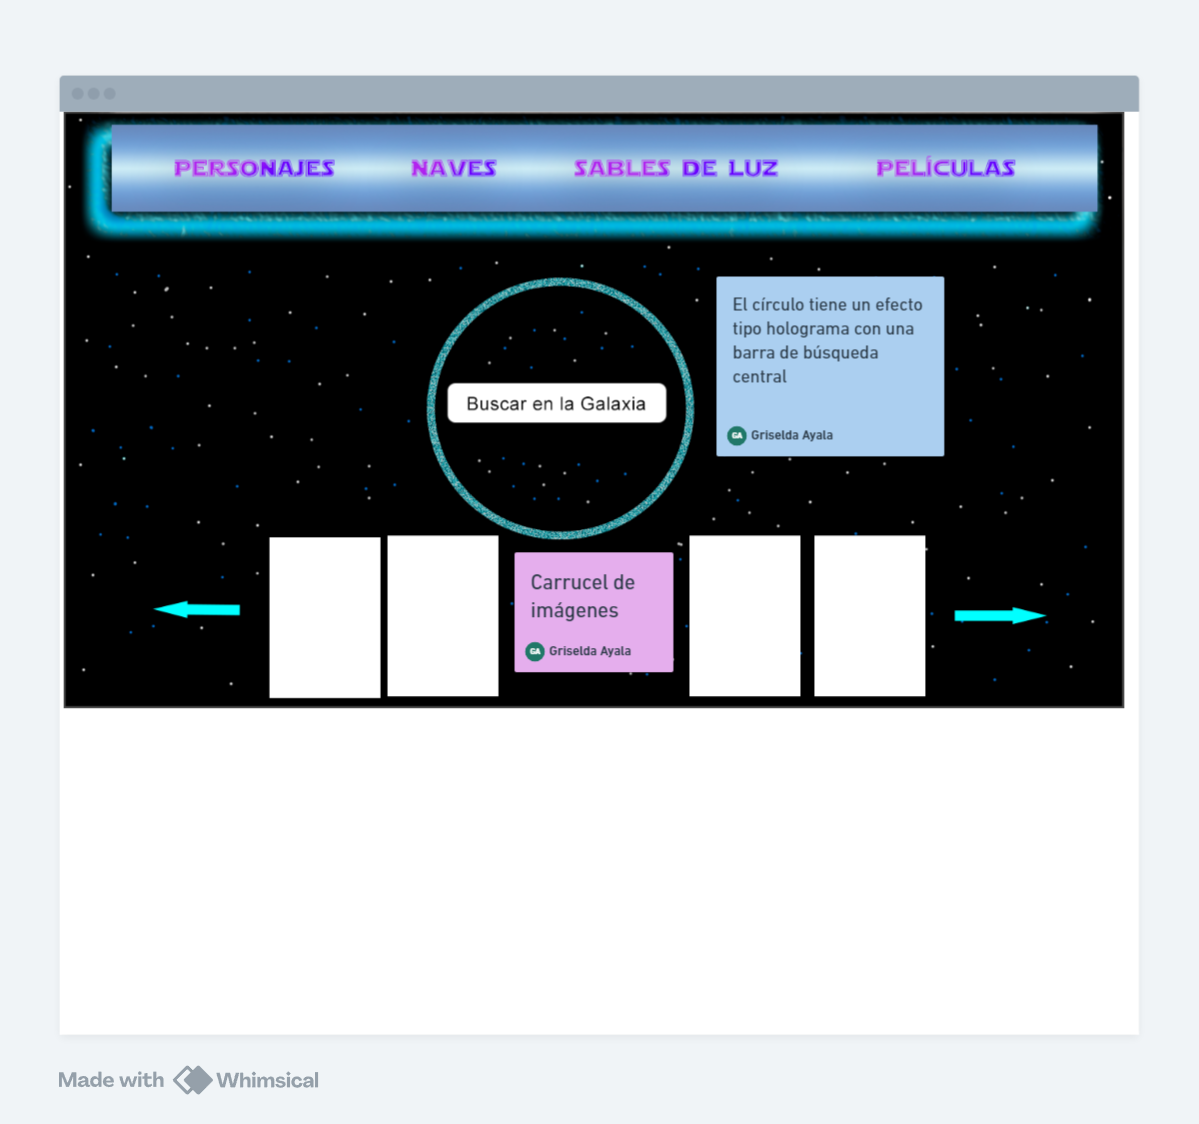 PERSONAJES NAVES SABLES DE LUZ PELÍCULAS
El círculo tiene un efecto
tipo holograma con una
barra de búsqueda
central
GA Griselda Ayala
Buscar en la Galaxia
Carrucel de
imágenes
GA Griselda Ayala
Made with Whimsical